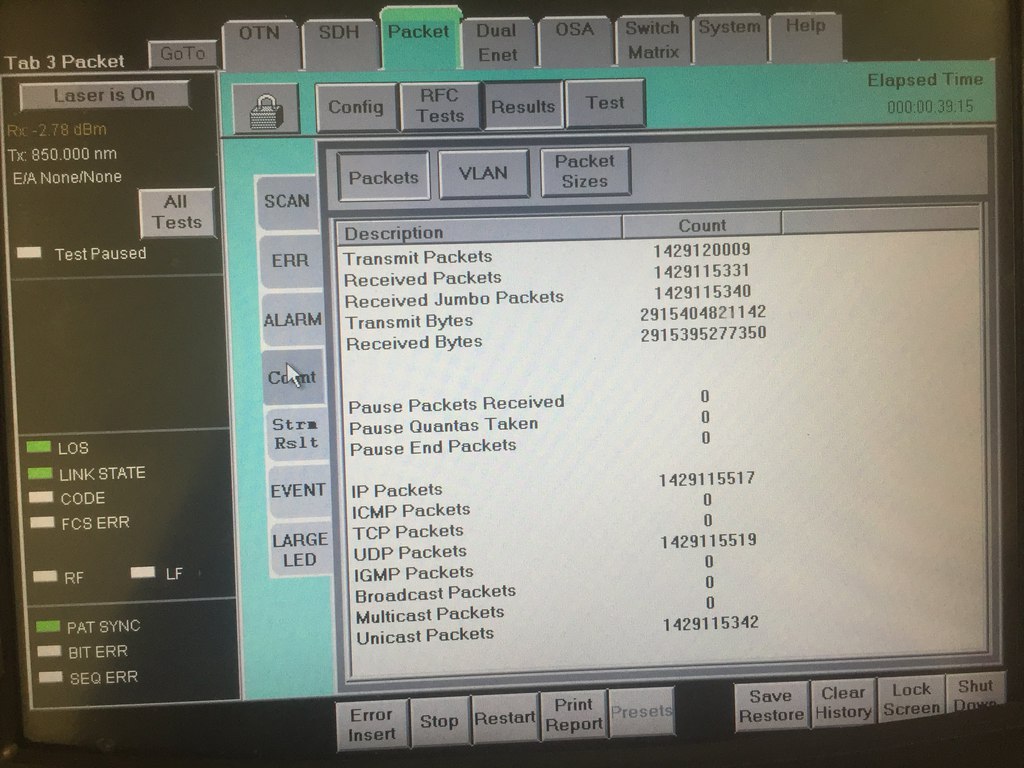 OTN
SDH
Packet
Dual Enet
OSA
Switch Matrix
System
Help
Tab 3 Packet
GoTo
Laser is On
Rx: -2.78 dBm
Tx: 850.000 nm
E/A None/None
All Tests
Test Paused
LOS
LINK STATE
CODE
FCS ERR
RF
LF
PAT SYNC
BIT ERR
SEQ ERR
Config
RFC Tests
Results
Test
Elapsed Time
000:00.39:15
Packets
VLAN
Packet Sizes
SCAN
ERR
ALARM
Count
Strm Rslt
EVENT
LARGE LED
Description Count
Transmit Packets 1429120009
Received Packets 1429115331
Received Jumbo Packets 1429115340
Transmit Bytes 2915404821142
Received Bytes 2915395277350
Pause Packets Received 0
Pause Quantas Taken 0
Pause End Packets 0
IP Packets 1429115517
ICMP Packets 0
TCP Packets 0
UDP Packets 1429115519
IGMP Packets 0
Broadcast Packets 0
Multicast Packets 0
Unicast Packets 1429115342
Error Insert
Stop
Restart
Print Report
Presets
Save Restore
Clear History
Lock Screen
Shut Down